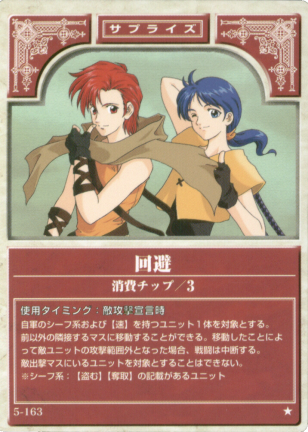 サプライズ
回避
消費チップ／3
使用タイミング：敵攻撃宣言時
自軍のシーフ系および【速】を持つユニット1体を対象とする。
前以外の隣接するマスに移動することができる。移動したことによ
って敵ユニットの攻撃範囲外となった場合、戦闘は中断する。
敵出撃マスにいるユニットを対象とすることはできない。
※シーフ系：【盗む】【奪取】の記載があるユニット
5-163 ★